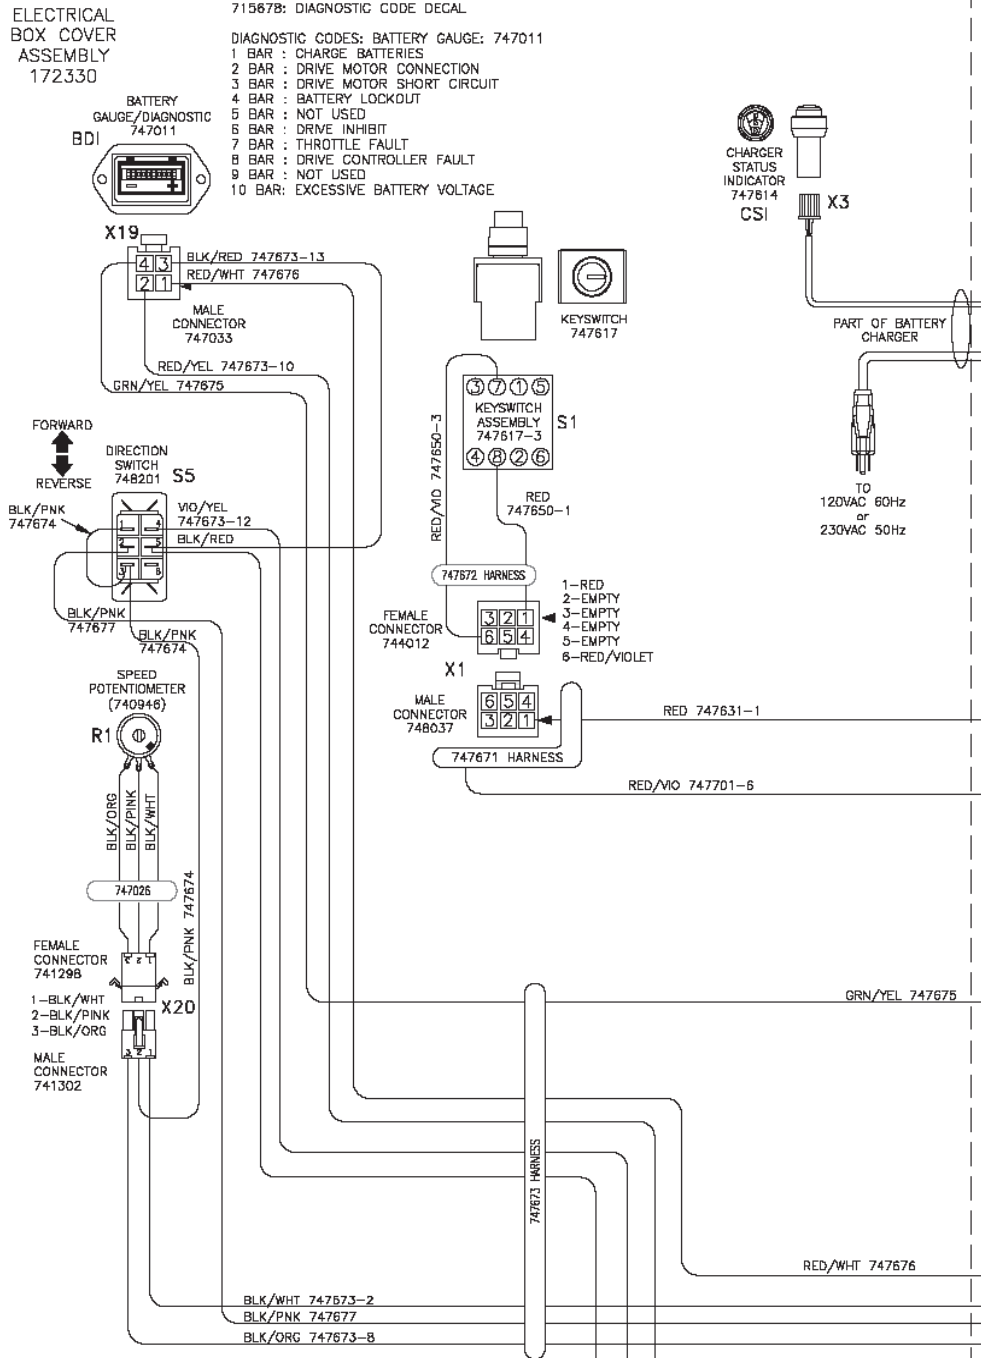 715678: DIAGNOSTIC CODE DECAL
ELECTRICAL
BOX COVER
ASSEMBLY
172330
DIAGNOSTIC CODES: BATTERY GAUGE: 747011
1 BAR : CHARGE BATTERIES
2 BAR : DRIVE MOTOR CONNECTION
3 BAR : DRIVE MOTOR SHORT CIRCUIT
4 BAR : BATTERY LOCKOUT
5 BAR : NOT USED
6 BAR : DRIVE INHIBIT
7 BAR : THROTTLE FAULT
8 BAR : DRIVE CONTROLLER FAULT
9 BAR : NOT USED
10 BAR: EXCESSIVE BATTERY VOLTAGE
BATTERY
GAUGE/DIAGNOSTIC
747011
BDI
- +
CHARGER
STATUS
INDICATOR
747614
CSI
X3
X19
4 3
2 1
BLK/RED 747673-13
RED/WHT 747676
MALE
CONNECTOR
747033
KEYSWITCH
747617
PART OF BATTERY
CHARGER
RED/YEL 747673-10
GRN/YEL 747675
3 7 1 5
KEYSWITCH
ASSEMBLY
747617-3
4 8 2 6
S1
RED/VIO 747650-3
RED
747650-1
TO
120VAC 60Hz
or
230VAC 50Hz
FORWARD
REVERSE
DIRECTION
SWITCH
748201
S5
BLK/PNK
747674
VIO/YEL
747673-12
BLK/RED
1 4
2 5
3 6
BLK/PNK
747677
BLK/PNK
747674
747672 HARNESS
FEMALE
CONNECTOR
744012
3 2 1
6 5 4
1-RED
2-EMPTY
3-EMPTY
4-EMPTY
5-EMPTY
6-RED/VIOLET
X1
MALE
CONNECTOR
748037
6 5 4
3 2 1
RED 747631-1
747671 HARNESS
RED/VIO 747701-6
SPEED
POTENTIOMETER
(740946)
R1
BLK/ORG
BLK/PINK
BLK/WHT
747026
BLK/PNK 747674
FEMALE
CONNECTOR
741298
3 2 1
X20
1-BLK/WHT
2-BLK/PINK
3-BLK/ORG
MALE
CONNECTOR
741302
3 2 1
GRN/YEL 747675
747673 HARNESS
RED/WHT 747676
BLK/WHT 747673-2
BLK/PNK 747677
BLK/ORG 747673-8